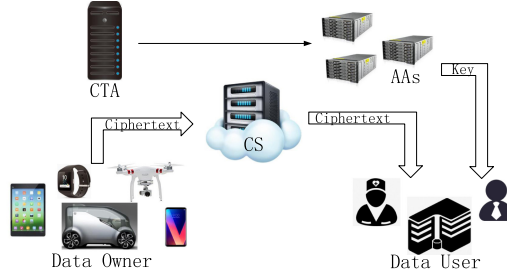 CTA
AAs
Key
Ciphertext
CS
Ciphertext
Data Owner
Data User